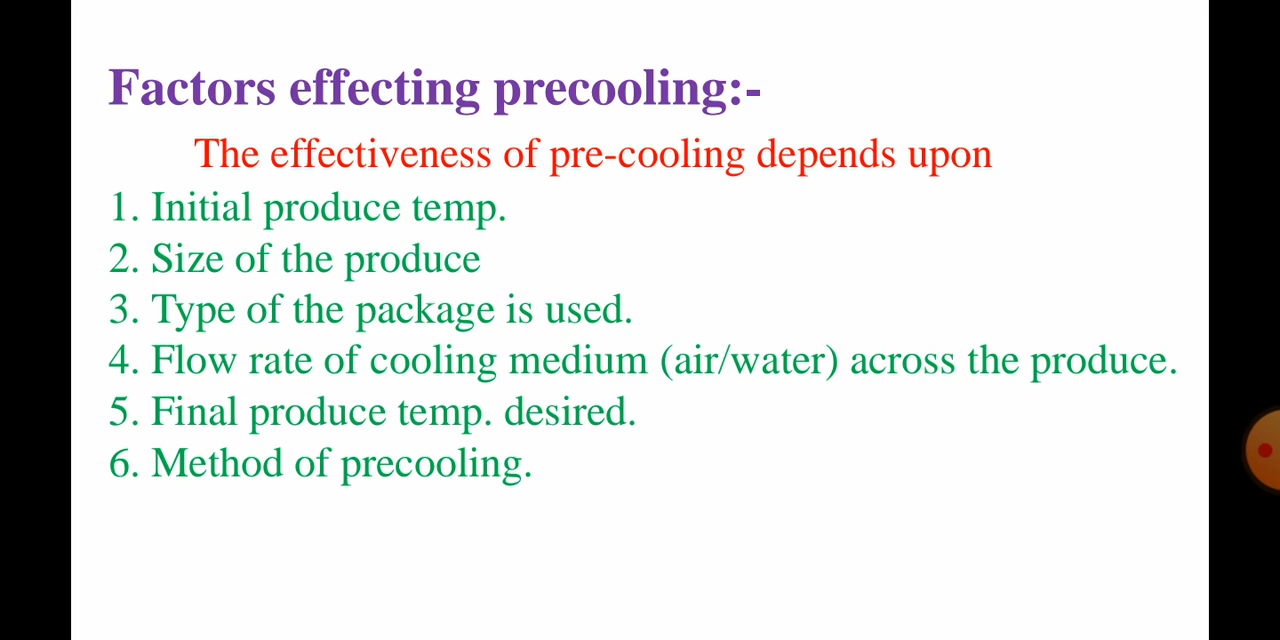 Factors effecting precooling:-
The effectiveness of pre-cooling depends upon
1. Initial produce temp.
2. Size of the produce
3. Type of the package is used.
4. Flow rate of cooling medium (air/water) across the produce.
5. Final produce temp. desired.
6. Method of precooling.